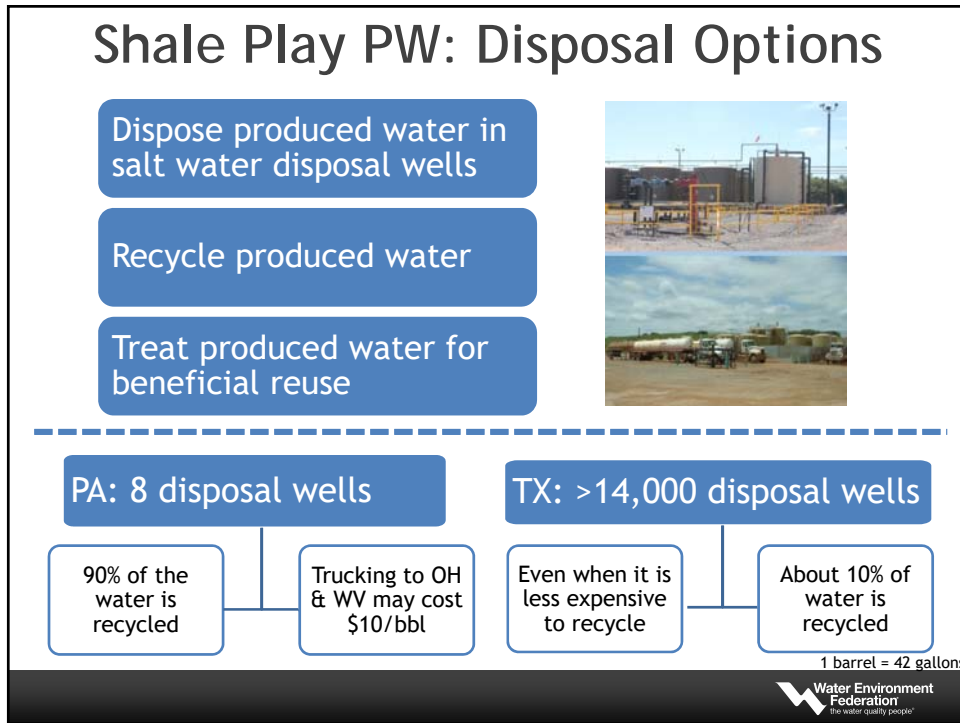 Shale Play PW: Disposal Options
Dispose produced water in
salt water disposal wells
Recycle produced water
Treat produced water for
beneficial reuse
PA: 8 disposal wells
90% of the
water is
recycled
Trucking to OH
& WV may cost
$10/bbl
TX: >14,000 disposal wells
Even when it is
less expensive
to recycle
About 10% of
water is
recycled
1 barrel = 42 gallons
Water Environment
Federation
the water quality people®